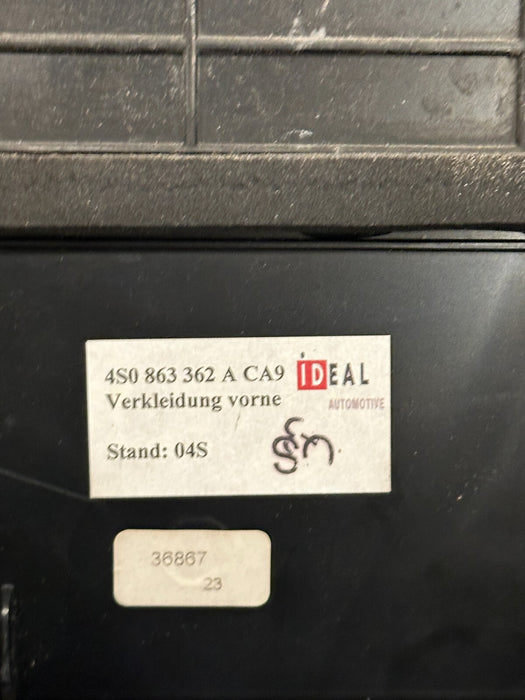 4S0 863 362 A CA9
IDEAL
AUTOMOTIVE
Verkleidung vorne
Stand: 04S
36867
23